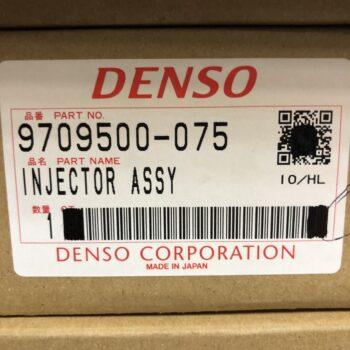 DENSO
品番 PART NO.
9709500-075
品名 PART NAME
INJECTOR ASSY
10/HL
数量
1
DENSO CORPORATION
MADE IN JAPAN